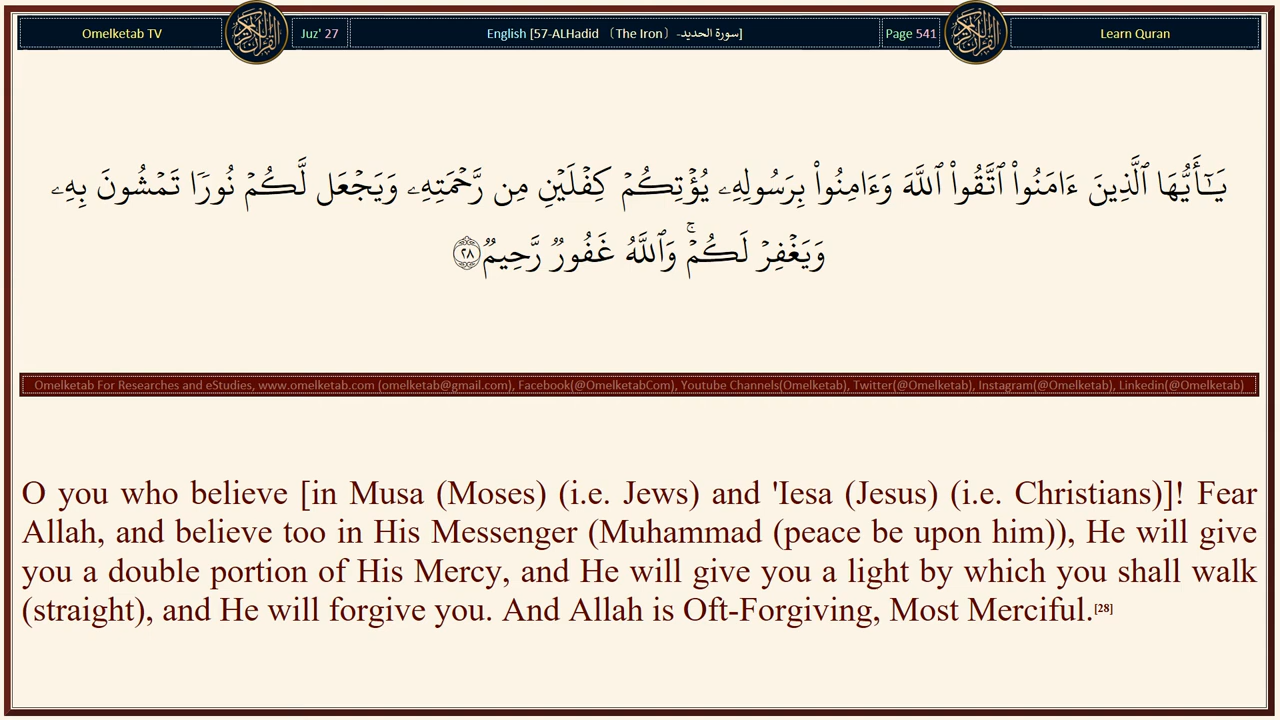 Omelketab TV
Juz' 27
English [57-ALHadid （The Iron）-سورة الحديد]
Page 541
Learn Quran
يَـٰٓأَيُّهَا ٱلَّذِينَ ءَامَنُوا۟ ٱتَّقُوا۟ ٱللَّهَ وَءَامِنُوا۟ بِرَسُولِهِۦ يُؤْتِكُمْ كِفْلَيْنِ مِن رَّحْمَتِهِۦ وَيَجْعَل لَّكُمْ نُورًا تَمْشُونَ بِهِۦ
وَيَغْفِرْ لَكُمْ ۚ وَٱللَّهُ غَفُورٌ رَّحِيمٌ ٢٨
Omelketab For Researches and eStudies, www.omelketab.com (omelketab@gmail.com), Facebook(@OmelketabCom), Youtube Channels(Omelketab), Twitter(@Omelketab), Instagram(@Omelketab), Linkedin(@Omelketab)
O you who believe [in Musa (Moses) (i.e. Jews) and 'Iesa (Jesus) (i.e. Christians)]! Fear
Allah, and believe too in His Messenger (Muhammad (peace be upon him)), He will give
you a double portion of His Mercy, and He will give you a light by which you shall walk
(straight), and He will forgive you. And Allah is Oft-Forgiving, Most Merciful.[28]